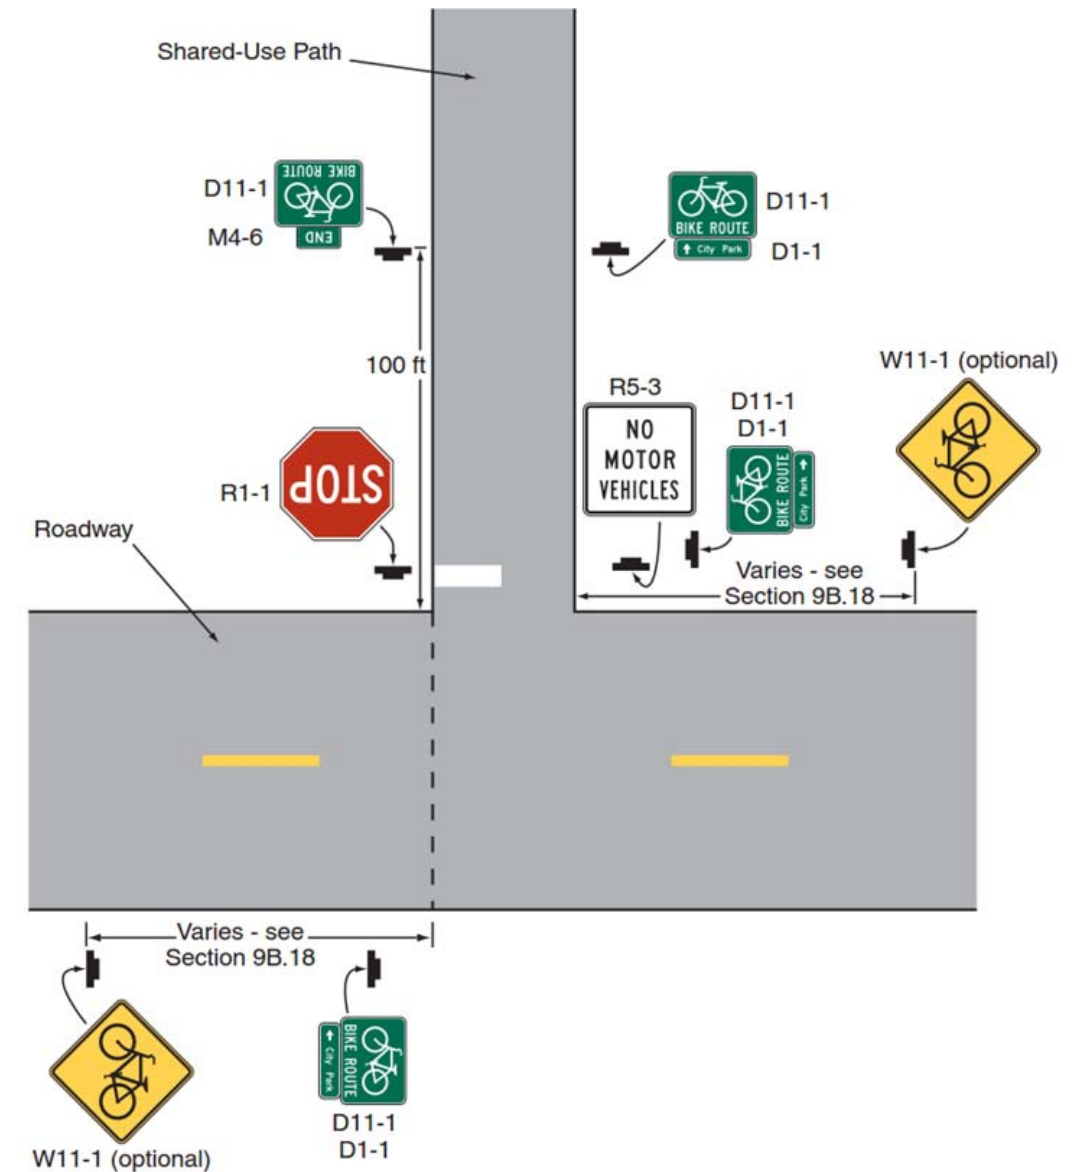 Shared-Use Path
D11-1
BIKE ROUTE
M4-6
END
BIKE ROUTE
D11-1
↑ City Park
D1-1
100 ft
W11-1 (optional)
R5-3
NO
MOTOR
VEHICLES
D11-1
D1-1
BIKE ROUTE
City Park →
R1-1
STOP
Roadway
Varies - see
Section 9B.18
Varies - see
Section 9B.18
W11-1 (optional)
BIKE ROUTE
← City Park
D11-1
D1-1